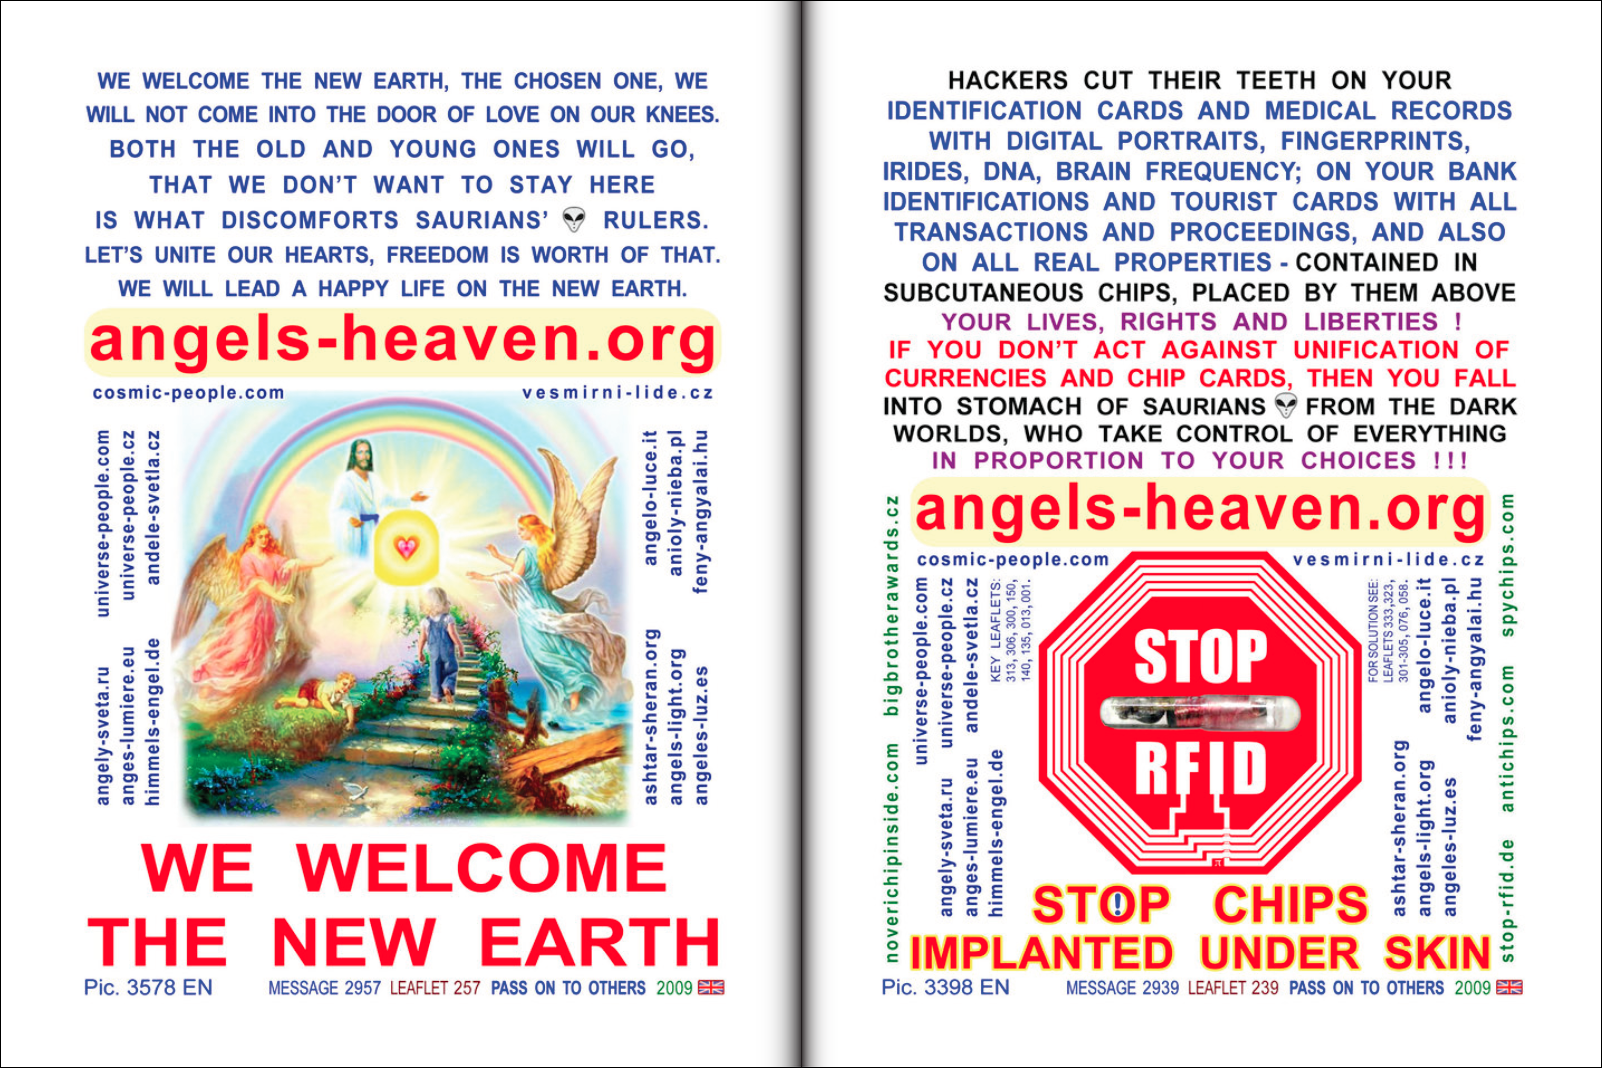 WE WELCOME THE NEW EARTH, THE CHOSEN ONE, WE
WILL NOT COME INTO THE DOOR OF LOVE ON OUR KNEES.
BOTH THE OLD AND YOUNG ONES WILL GO,
THAT WE DON'T WANT TO STAY HERE
IS WHAT DISCOMFORTS SAURIANS' RULERS.
LET'S UNITE OUR HEARTS, FREEDOM IS WORTH OF THAT.
WE WILL LEAD A HAPPY LIFE ON THE NEW EARTH.
angels-heaven.org
cosmic-people.com
vesmirni-lide.cz
universe-people.com
universe-people.cz
andele-svetla.cz
angelo-luce.it
anioly-nieba.pl
feny-angyalai.hu
angely-sveta.ru
anges-lumiere.eu
himmels-engel.de
ashtar-sheran.org
angels-light.org
angeles-luz.es
WE WELCOME
THE NEW EARTH
Pic. 3578 EN
MESSAGE 2957 LEAFLET 257 PASS ON TO OTHERS 2009
HACKERS CUT THEIR TEETH ON YOUR
IDENTIFICATION CARDS AND MEDICAL RECORDS
WITH DIGITAL PORTRAITS, FINGERPRINTS,
IRIDES, DNA, BRAIN FREQUENCY; ON YOUR BANK
IDENTIFICATIONS AND TOURIST CARDS WITH ALL
TRANSACTIONS AND PROCEEDINGS, AND ALSO
ON ALL REAL PROPERTIES - CONTAINED IN
SUBCUTANEOUS CHIPS, PLACED BY THEM ABOVE
YOUR LIVES, RIGHTS AND LIBERTIES !
IF YOU DON'T ACT AGAINST UNIFICATION OF
CURRENCIES AND CHIP CARDS, THEN YOU FALL
INTO STOMACH OF SAURIANS FROM THE DARK
WORLDS, WHO TAKE CONTROL OF EVERYTHING
IN PROPORTION TO YOUR CHOICES !!!
angels-heaven.org
cosmic-people.com
vesmirni-lide.cz
bigbrotherawards.cz
noverichipinside.com
universe-people.com
universe-people.cz
andele-svetla.cz
KEY LEAFLETS:
313, 306, 300, 150,
140, 135, 013, 001.
angely-sveta.ru
anges-lumiere.eu
himmels-engel.de
STOP
RFID
FOR SOLUTION SEE:
LEAFLETS 333,323,
301-305, 076, 058.
angelo-luce.it
anioly-nieba.pl
feny-angyalai.hu
ashtar-sheran.org
angels-light.org
angeles-luz.es
spychips.com
antichips.com
stop-rfid.de
STOP CHIPS
IMPLANTED UNDER SKIN
Pic. 3398 EN
MESSAGE 2939 LEAFLET 239 PASS ON TO OTHERS 2009